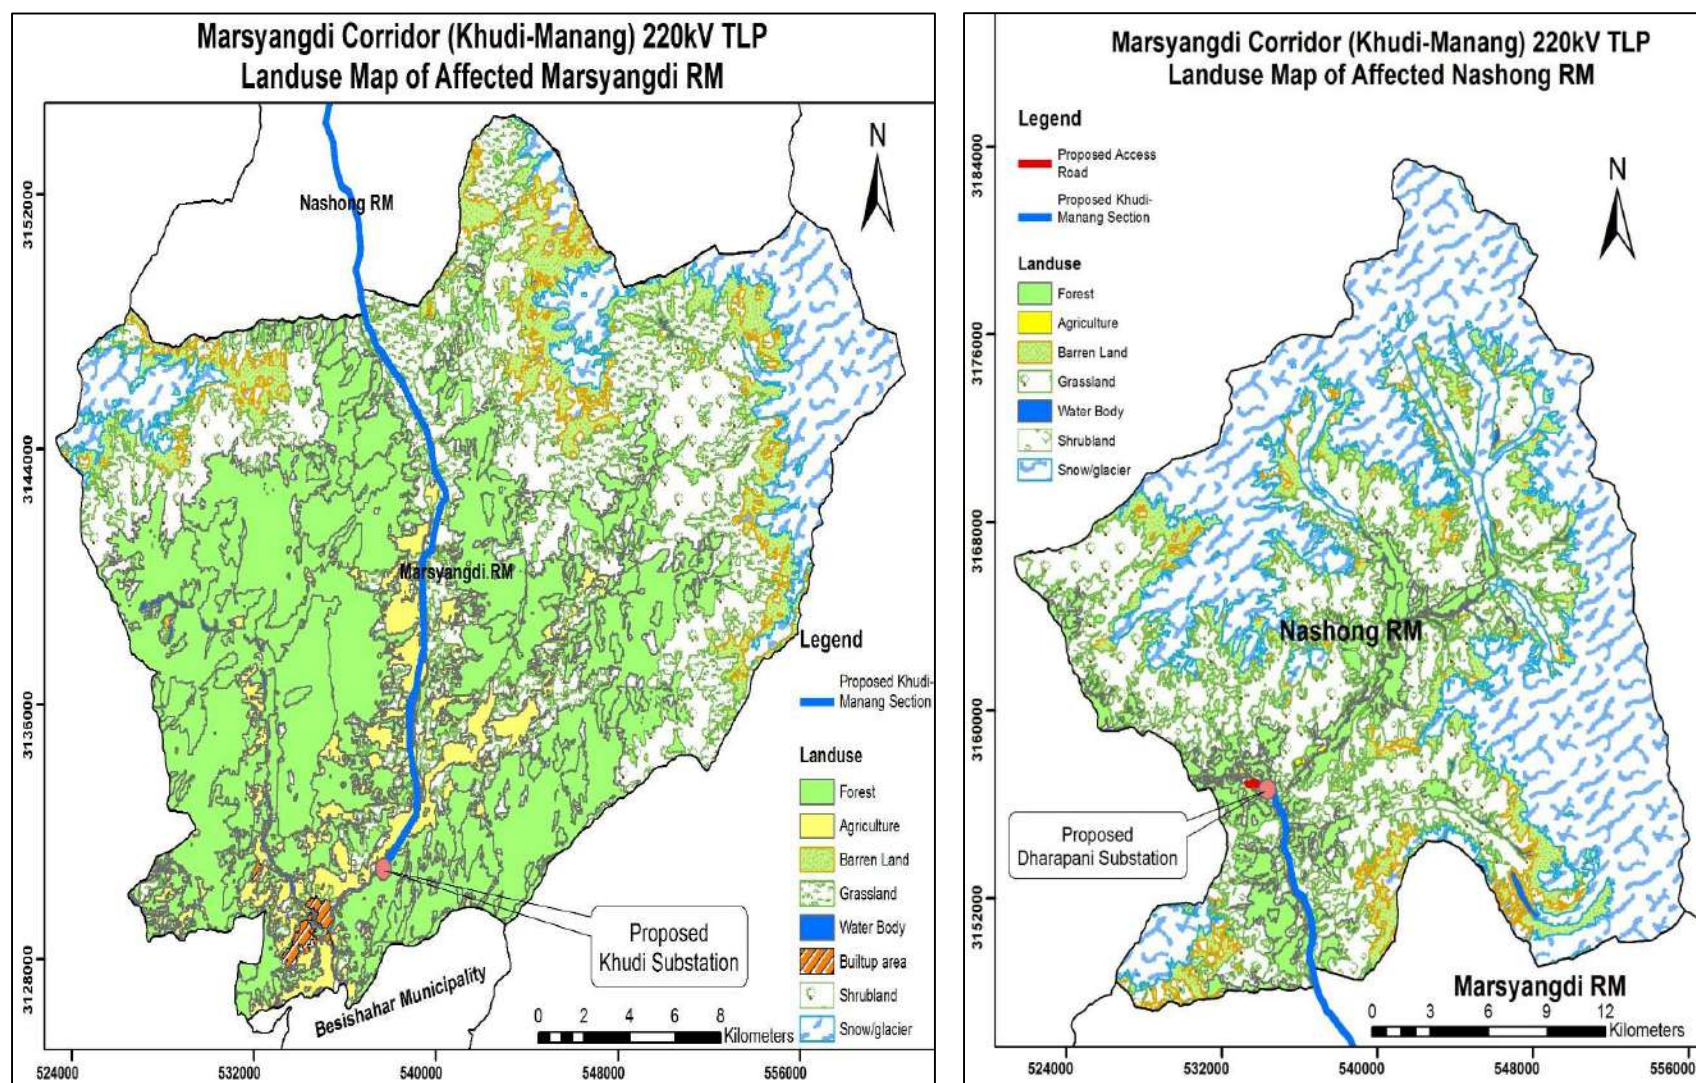 Marsyangdi Corridor (Khudi-Manang) 220kV TLP
Landuse Map of Affected Marsyangdi RM
N
Nashong RM
Marsyangdi RM
Legend
Proposed Khudi-
Manang Section
Landuse
Forest
Agriculture
Barren Land
Grassland
Water Body
Builtup area
Shrubland
Snow/glacier
Proposed
Khudi Substation
Besishahar Municipality
0 2 4 6 8
Kilometers
3152000
3144000
3136000
3128000
524000 532000 540000 548000 556000
Marsyangdi Corridor (Khudi-Manang) 220kV TLP
Landuse Map of Affected Nashong RM
Legend
Proposed Access
Road
Proposed Khudi-
Manang Section
Landuse
Forest
Agriculture
Barren Land
Grassland
Water Body
Shrubland
Snow/glacier
N
Nashong RM
Proposed
Dharapani Substation
Marsyangdi RM
0 3 6 9 12
Kilometers
3184000
3176000
3168000
3160000
3152000
524000 532000 540000 548000 556000